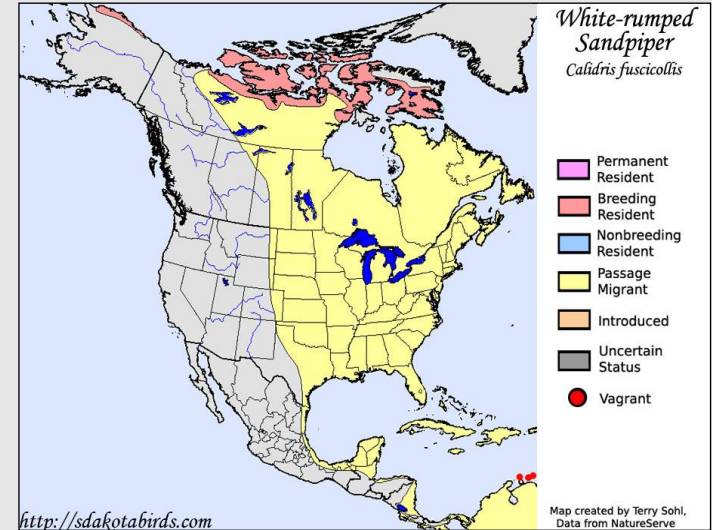 White-rumped
Sandpiper
Calidris fuscicollis
Permanent
Resident
Breeding
Resident
Nonbreeding
Resident
Passage
Migrant
Introduced
Uncertain
Status
Vagrant
Map created by Terry Sohl,
Data from NatureServe
http://sdakotabirds.com